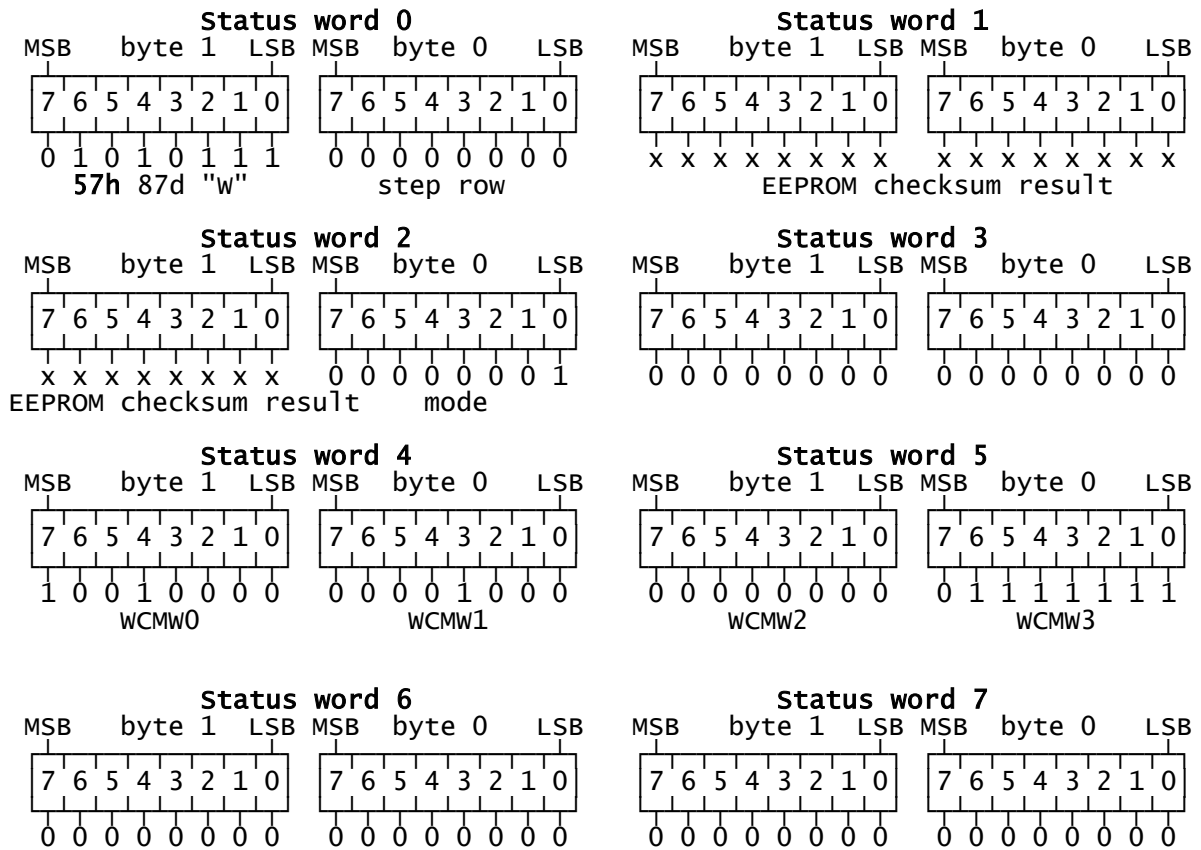 Status word 0 Status word 1
MSB byte 1 LSB MSB byte 0 LSB MSB byte 1 LSB MSB byte 0 LSB
7 6 5 4 3 2 1 0 7 6 5 4 3 2 1 0 7 6 5 4 3 2 1 0 7 6 5 4 3 2 1 0
0 1 0 1 0 1 1 1 0 0 0 0 0 0 0 0 x x x x x x x x x x x x x x x x
57h 87d "W" step row EEPROM checksum result
Status word 2 Status word 3
MSB byte 1 LSB MSB byte 0 LSB MSB byte 1 LSB MSB byte 0 LSB
7 6 5 4 3 2 1 0 7 6 5 4 3 2 1 0 7 6 5 4 3 2 1 0 7 6 5 4 3 2 1 0
x x x x x x x x 0 0 0 0 0 0 0 1 0 0 0 0 0 0 0 0 0 0 0 0 0 0 0 0
EEPROM checksum result mode
Status word 4 Status word 5
MSB byte 1 LSB MSB byte 0 LSB MSB byte 1 LSB MSB byte 0 LSB
7 6 5 4 3 2 1 0 7 6 5 4 3 2 1 0 7 6 5 4 3 2 1 0 7 6 5 4 3 2 1 0
1 0 0 1 0 0 0 0 0 0 0 0 1 0 0 0 0 0 0 0 0 0 0 0 0 1 1 1 1 1 1 1
WCMW0 WCMW1 WCMW2 WCMW3
Status word 6 Status word 7
MSB byte 1 LSB MSB byte 0 LSB MSB byte 1 LSB MSB byte 0 LSB
7 6 5 4 3 2 1 0 7 6 5 4 3 2 1 0 7 6 5 4 3 2 1 0 7 6 5 4 3 2 1 0
0 0 0 0 0 0 0 0 0 0 0 0 0 0 0 0 0 0 0 0 0 0 0 0 0 0 0 0 0 0 0 0